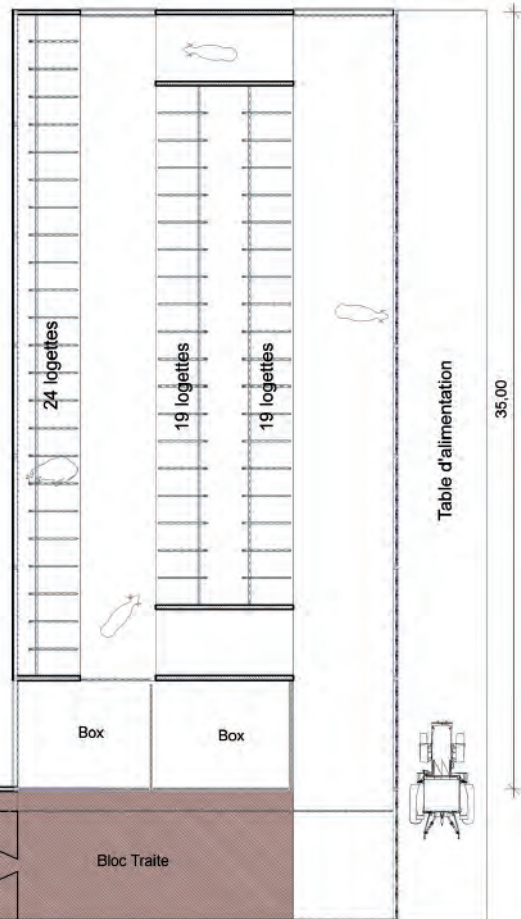 24 logettes
19 logettes
19 logettes
Table d'alimentation
35,00
Box
Box
Bloc Traite